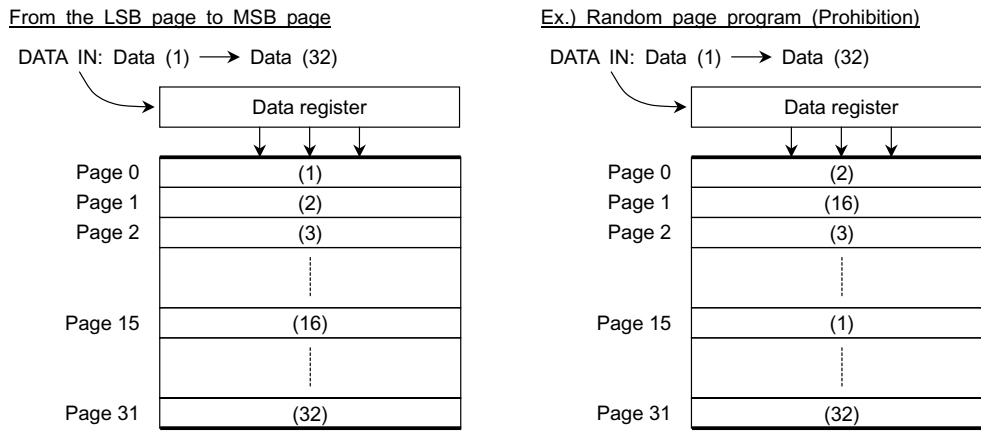 From the LSB page to MSB page
DATA IN: Data (1) → Data (32)
Data register
Page 0 (1)
Page 1 (2)
Page 2 (3)
Page 15 (16)
Page 31 (32)
Ex.) Random page program (Prohibition)
DATA IN: Data (1) → Data (32)
Data register
Page 0 (2)
Page 1 (16)
Page 2 (3)
Page 15 (1)
Page 31 (32)